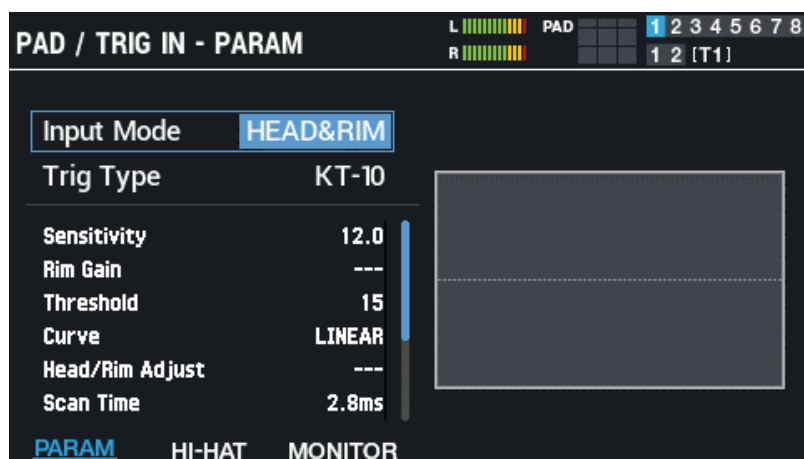 PAD / TRIG IN - PARAM
L PAD 1 2 3 4 5 6 7 8
R 1 2 [T1]
Input Mode HEAD&RIM
Trig Type KT-10
Sensitivity 12.0
Rim Gain ---
Threshold 15
Curve LINEAR
Head/Rim Adjust ---
Scan Time 2.8ms
PARAM HI-HAT MONITOR